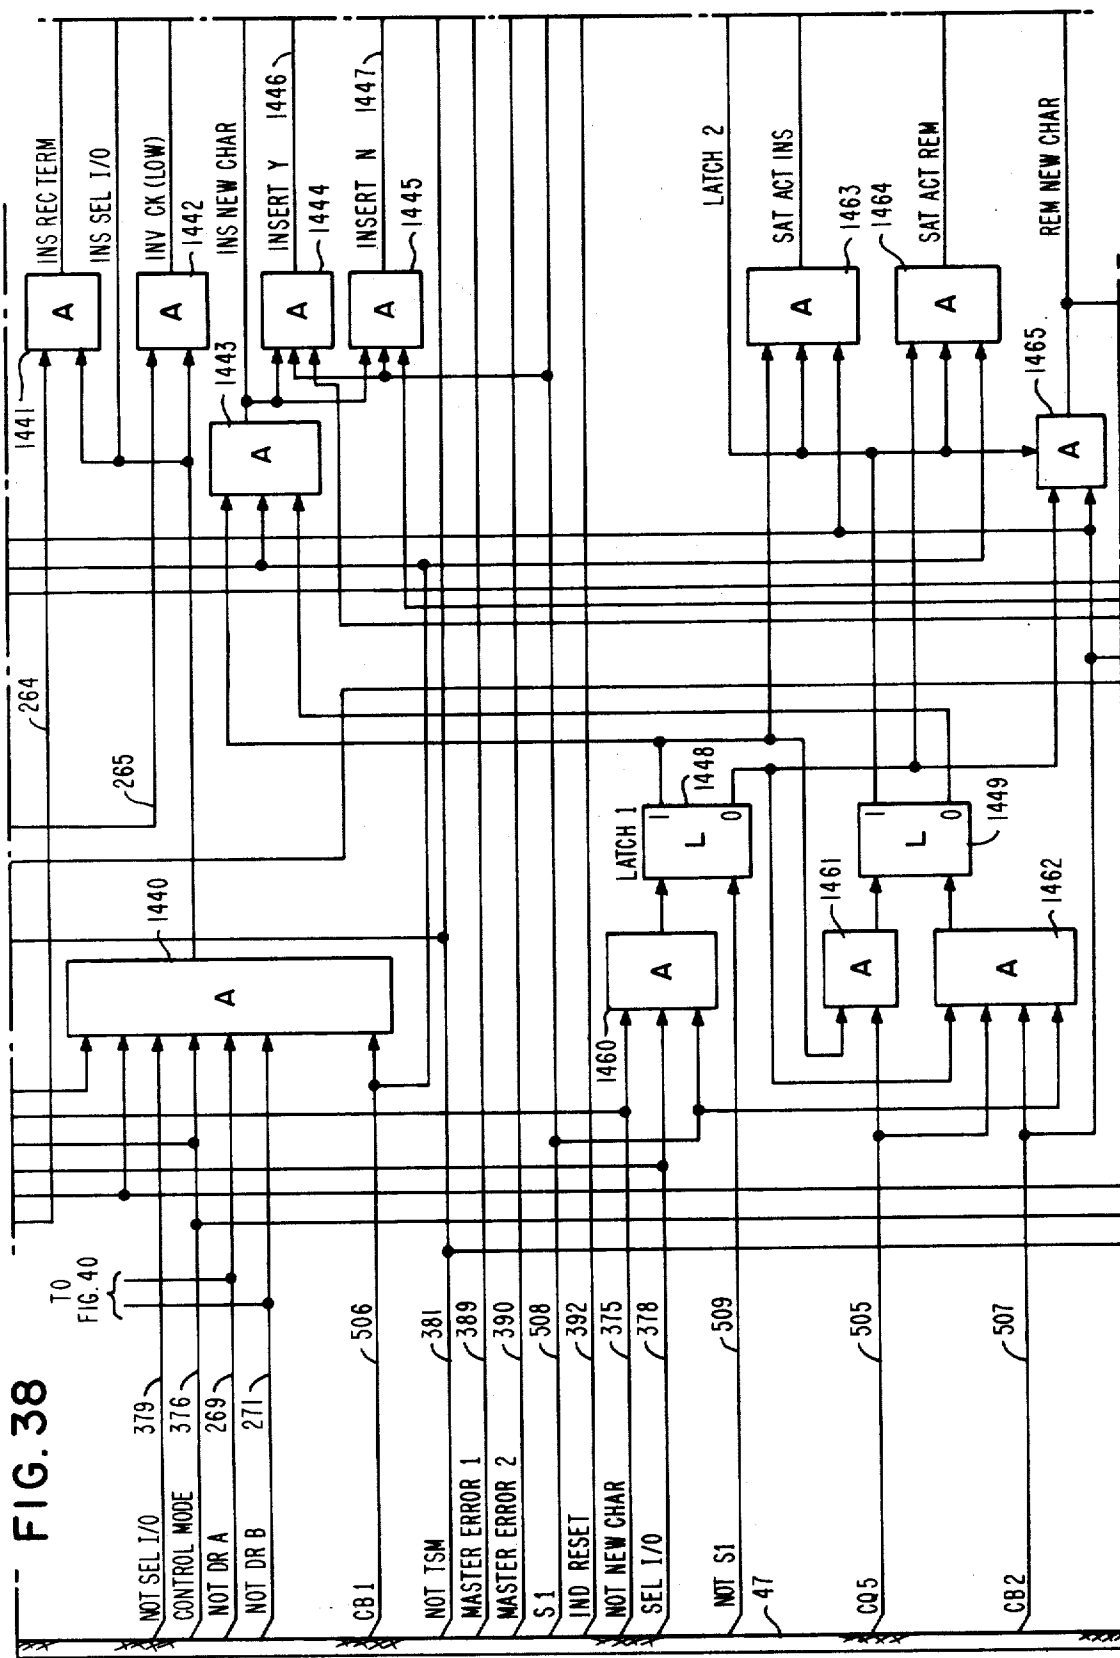 FIG. 38
TO
FIG. 40
NOT SEL I/O
379
CONTROL MODE
376
NOT DR A
269
NOT DR B
271
CB1
506
NOT TSM
381
MASTER ERROR 1
389
MASTER ERROR 2
390
S1
508
IND RESET
392
NOT NEW CHAR
375
SEL I/O
378
NOT S1
509
47
CQ5
505
CB2
507
A
1440
265
264
1460
A
LATCH 1
L
1
0
1448
1461
A
L
1
0
1449
A
1462
1441
A
INS REC TERM
INS SEL I/O
A
INV CK (LOW)
1442
1443
A
INS NEW CHAR
A
INSERT Y
1446
1444
A
INSERT N
1447
1445
LATCH 2
A
SAT ACT INS
1463
A
1464
SAT ACT REM
A
1465
REM NEW CHAR